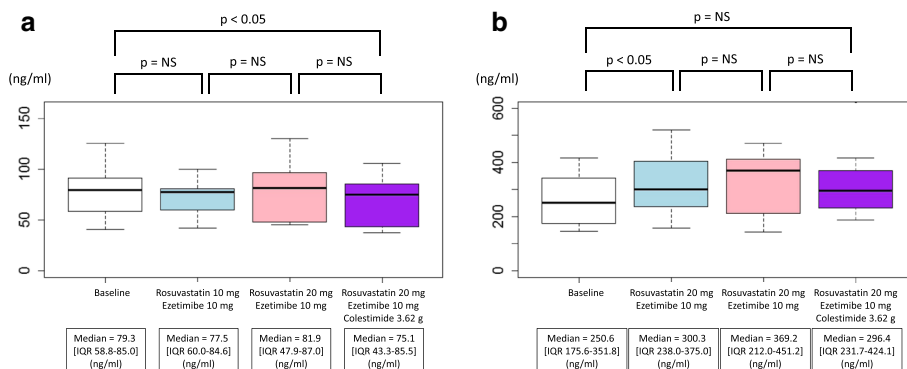 a
p < 0.05
p = NS
p = NS
p = NS
(ng/ml)
150
100
50
0
Baseline
Rosuvastatin 10 mg
Ezetimibe 10 mg
Rosuvastatin 20 mg
Ezetimibe 10 mg
Rosuvastatin 20 mg
Ezetimibe 10 mg
Colestimide 3.62 g
Median = 79.3
[IQR 58.8-85.0]
(ng/ml)
Median = 77.5
[IQR 60.0-84.6]
(ng/ml)
Median = 81.9
[IQR 47.9-87.0]
(ng/ml)
Median = 75.1
[IQR 43.3-85.5]
(ng/ml)
b
p = NS
p < 0.05
p = NS
p = NS
(ng/ml)
600
400
200
0
Baseline
Rosuvastatin 20 mg
Ezetimibe 10 mg
Rosuvastatin 20 mg
Ezetimibe 10 mg
Rosuvastatin 20 mg
Ezetimibe 10 mg
Colestimide 3.62 g
Median = 250.6
[IQR 175.6-351.8]
(ng/ml)
Median = 300.3
[IQR 238.0-375.0]
(ng/ml)
Median = 369.2
[IQR 212.0-451.2]
(ng/ml)
Median = 296.4
[IQR 231.7-424.1]
(ng/ml)